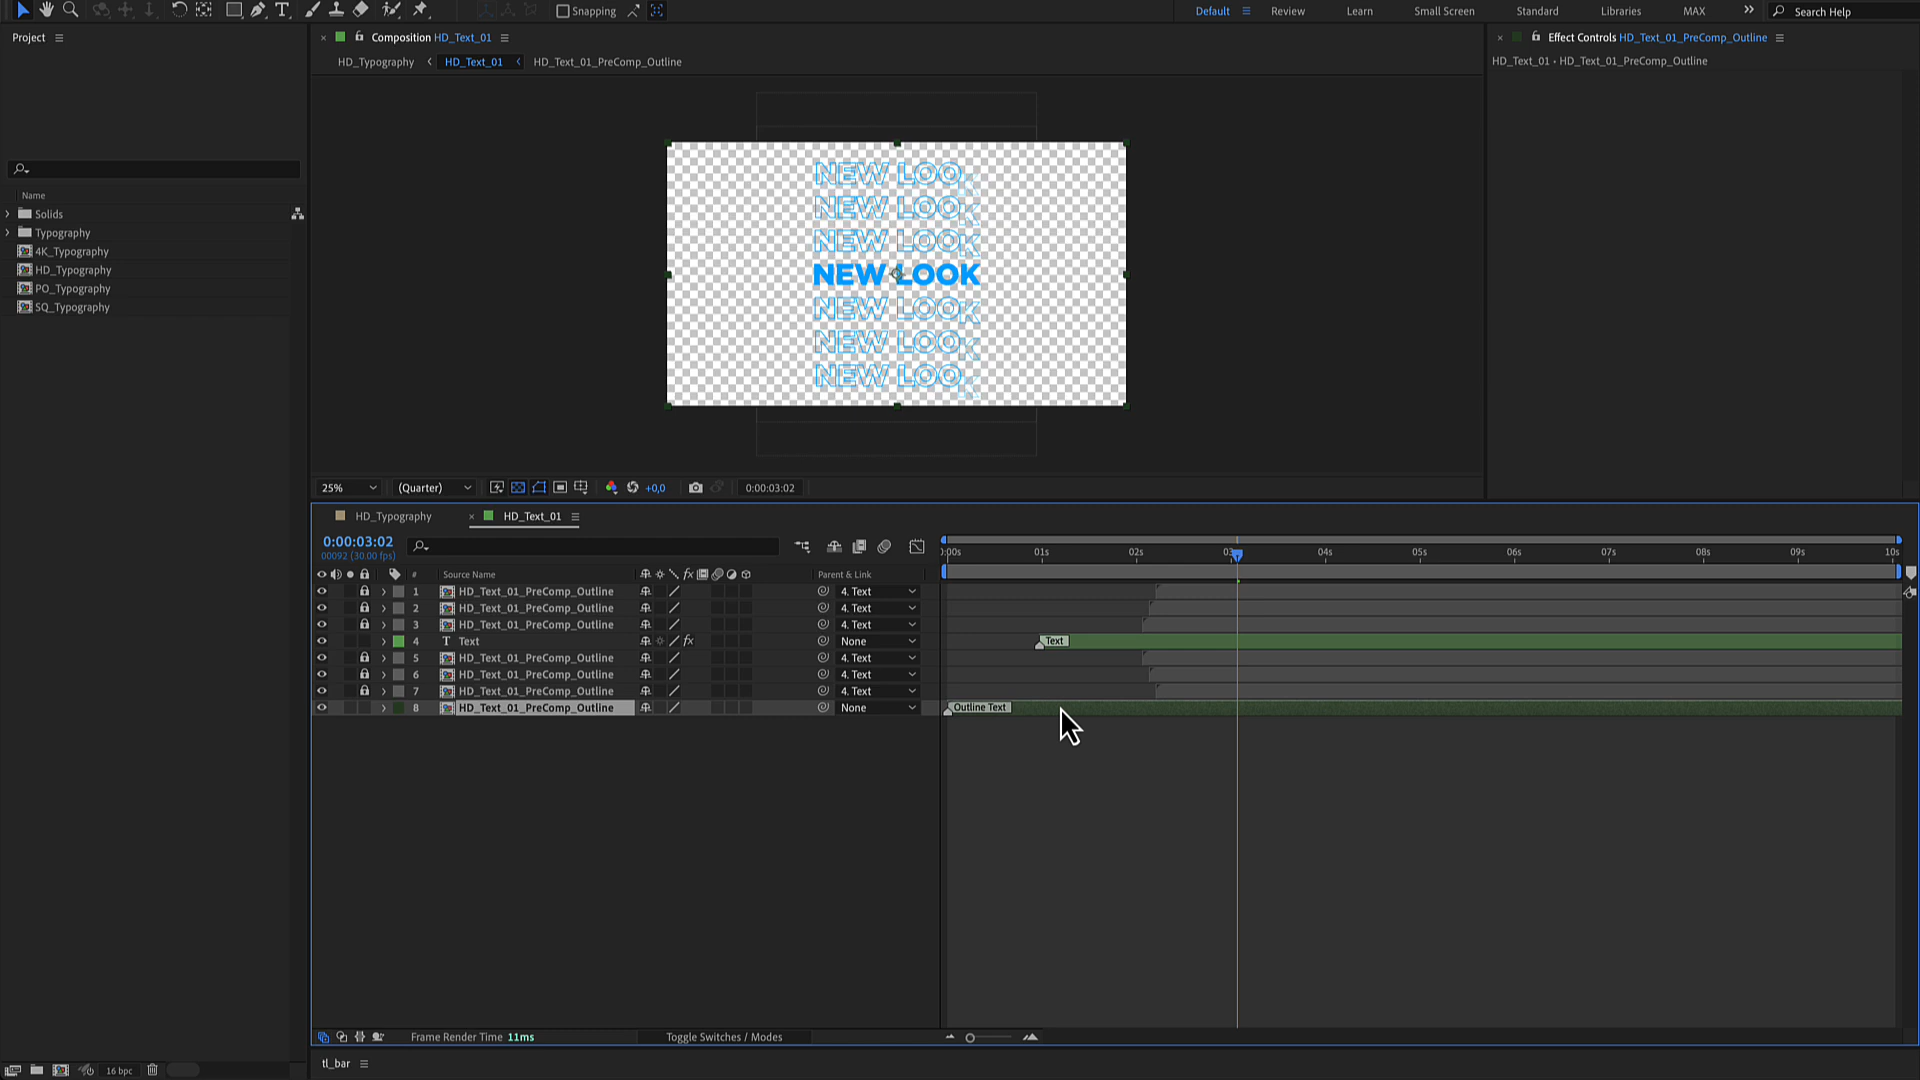 Snapping
Default
Review
Learn
Small Screen
Standard
Libraries
MAX
Search Help
Project
Composition HD_Text_01
Effect Controls HD_Text_01_PreComp_Outline
HD_Typography
HD_Text_01
HD_Text_01_PreComp_Outline
HD_Text_01 • HD_Text_01_PreComp_Outline
Name
Solids
Typography
4K_Typography
HD_Typography
PO_Typography
SQ_Typography
NEW LOOK
NEW LOOK
NEW LOOK
NEW LOOK
NEW LOOK
NEW LOOK
NEW LOOK
25%
(Quarter)
+0,0
0:00:03:02
HD_Typography
HD_Text_01
0:00:03:02
00092 (30.00 fps)
:00s 01s 02s 03s 04s 05s 06s 07s 08s 09s 10s
# Source Name fx Parent & Link
1 HD_Text_01_PreComp_Outline 4. Text
2 HD_Text_01_PreComp_Outline 4. Text
3 HD_Text_01_PreComp_Outline 4. Text
4 T Text fx None Text
5 HD_Text_01_PreComp_Outline 4. Text
6 HD_Text_01_PreComp_Outline 4. Text
7 HD_Text_01_PreComp_Outline 4. Text
8 HD_Text_01_PreComp_Outline None Outline Text
Frame Render Time 11ms
Toggle Switches / Modes
tl_bar
16 bpc